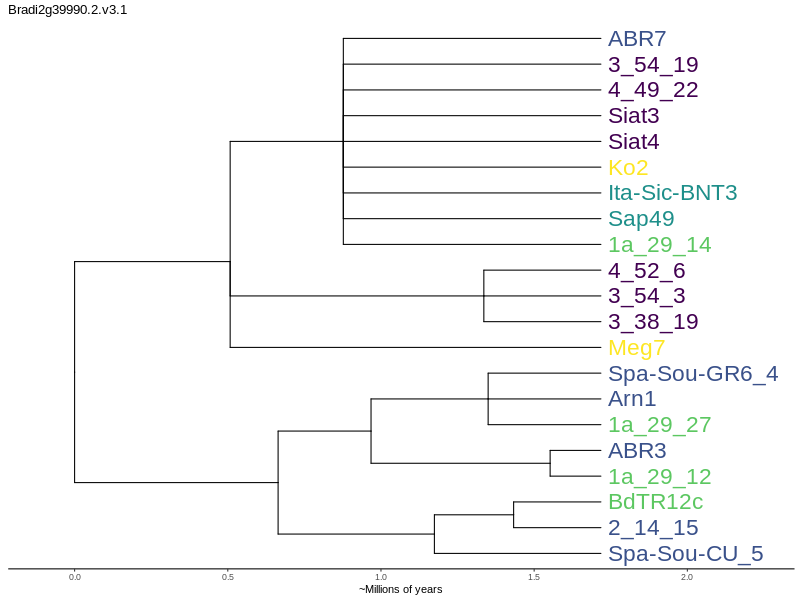 Bradi2g39990.2.v3.1
ABR7
3_54_19
4_49_22
Siat3
Siat4
Ko2
Ita-Sic-BNT3
Sap49
1a_29_14
4_52_6
3_54_3
3_38_19
Meg7
Spa-Sou-GR6_4
Arn1
1a_29_27
ABR3
1a_29_12
BdTR12c
2_14_15
Spa-Sou-CU_5
0.0 0.5 1.0 1.5 2.0
~Millions of years